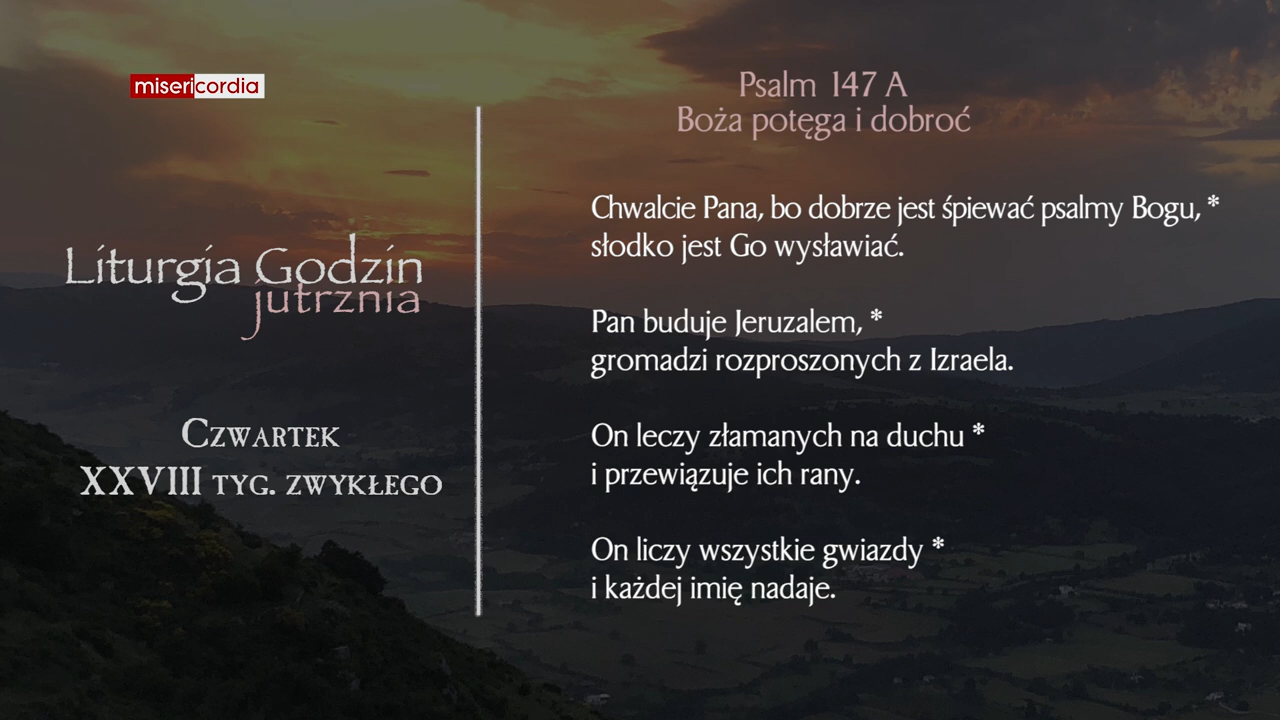 misericordia
Liturgia Godzin
jutrznia
Czwartek
XXVIII tyg. zwykłego
Psalm 147 A
Boża potęga i dobroć
Chwalcie Pana, bo dobrze jest śpiewać psalmy Bogu, *
słodko jest Go wysławiać.
Pan buduje Jeruzalem, *
gromadzi rozproszonych z Izraela.
On leczy złamanych na duchu *
i przewiązuje ich rany.
On liczy wszystkie gwiazdy *
i każdej imię nadaje.